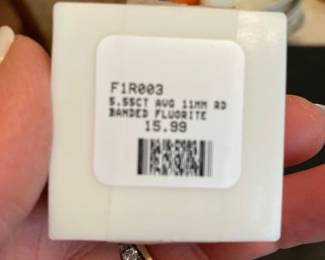 F1R003
5.55CT AVG 11MM RD
BANDED FLUORITE
15.99